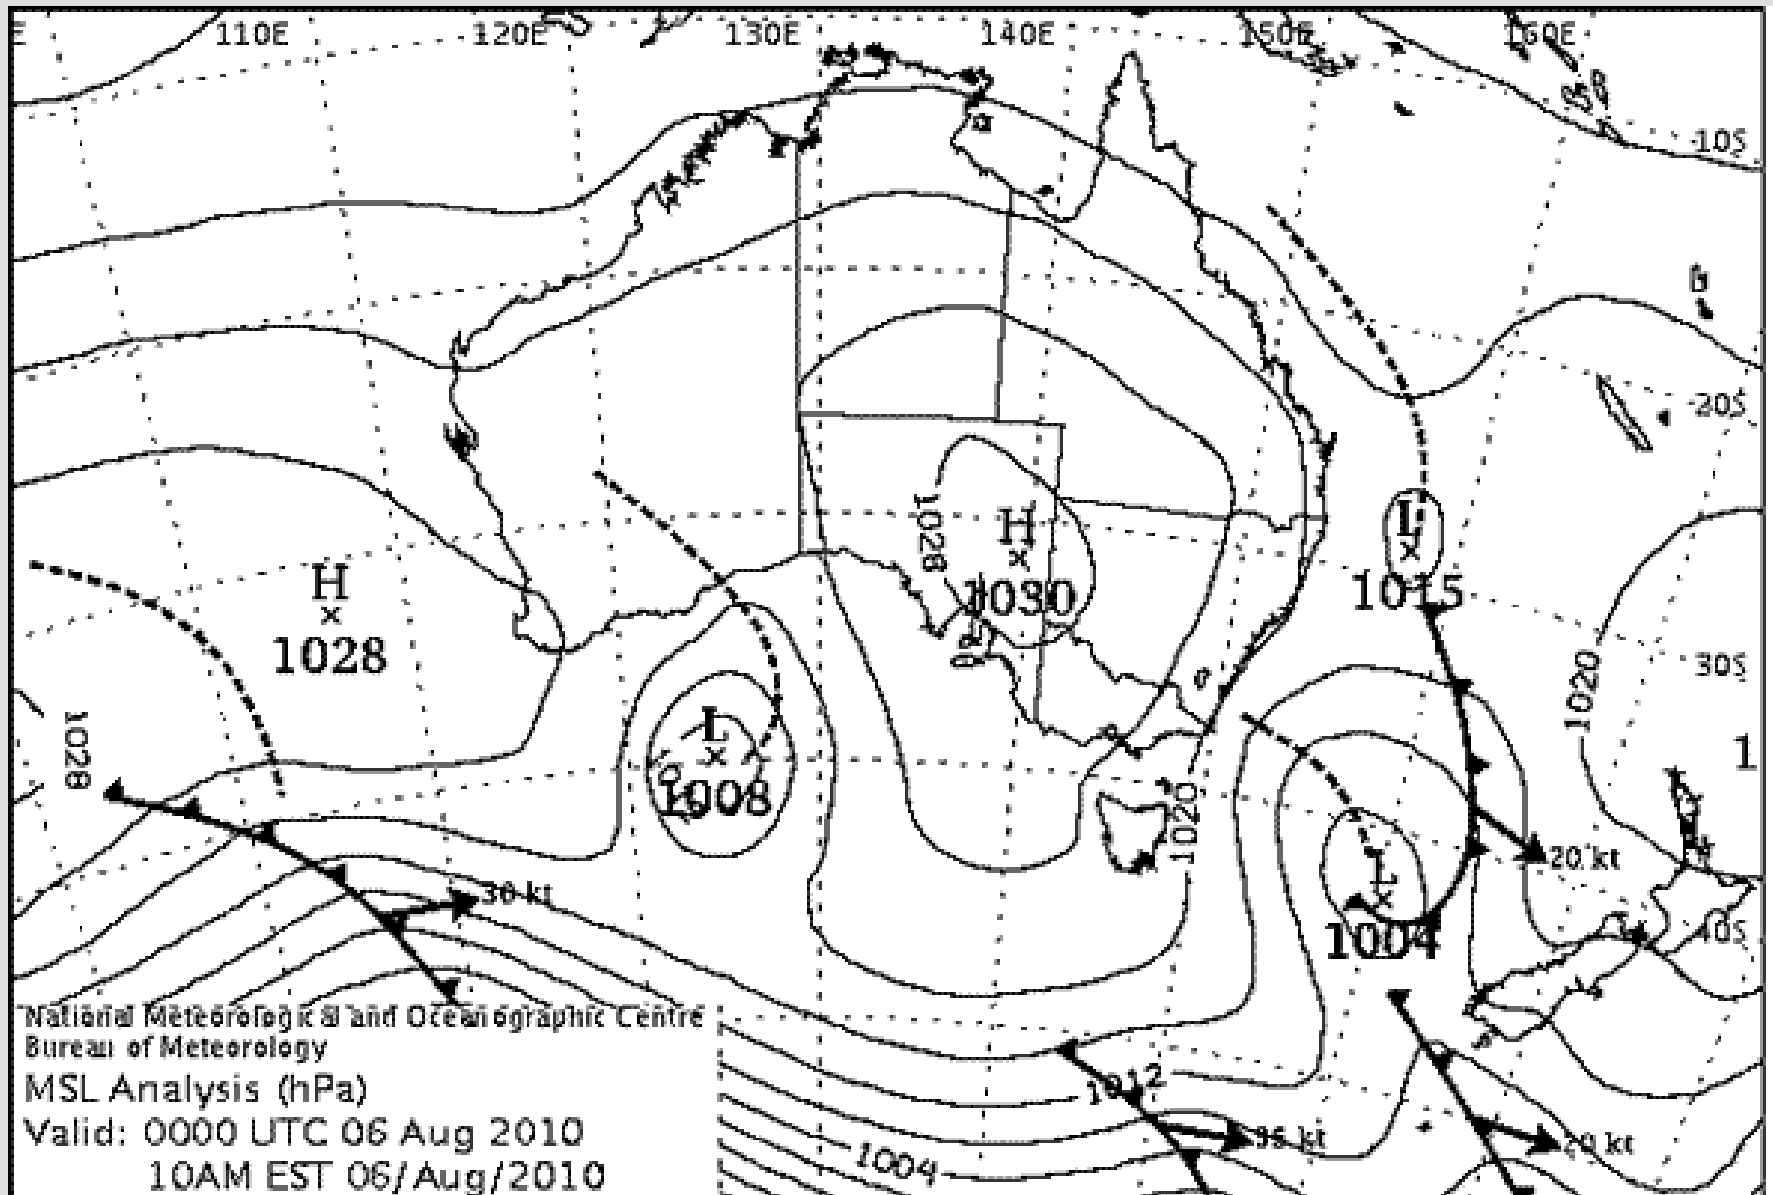 E 110E 120E 130E 140E 150E 160E
10S
20S
H
1028
1028
H
1030
L
1015
30S
1020
1028
L
1008
1020
1
20 kt
30 kt
L
1004
40S
National Meteorological and Oceanographic Centre
Bureau of Meteorology
MSL Analysis (hPa)
Valid: 0000 UTC 06 Aug 2010
10AM EST 06/Aug/2010
1012
1004
kt
kt